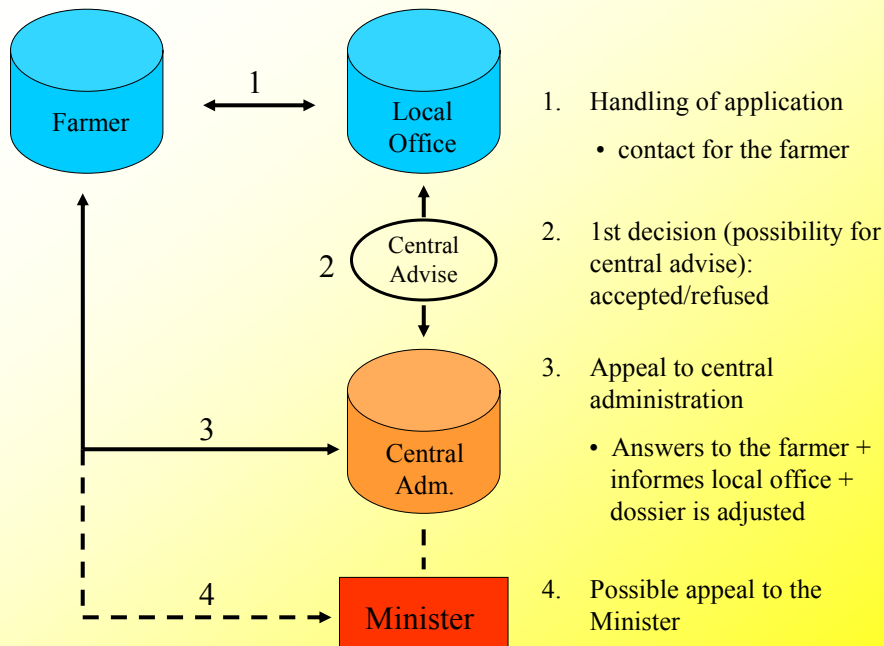 Farmer
1
Local
Office
2
Central
Advise
3
Central
Adm.
4
Minister
1. Handling of application
• contact for the farmer
2. 1st decision (possibility for
central advise):
accepted/refused
3. Appeal to central
administration
• Answers to the farmer +
informes local office +
dossier is adjusted
4. Possible appeal to the
Minister